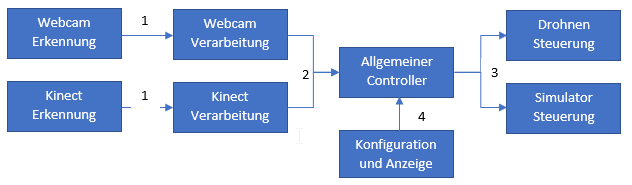 Webcam
Erkennung
1
Webcam
Verarbeitung
Kinect
Erkennung
1
Kinect
Verarbeitung
2
Allgemeiner
Controller
3
Drohnen
Steuerung
Simulator
Steuerung
4
Konfiguration
und Anzeige